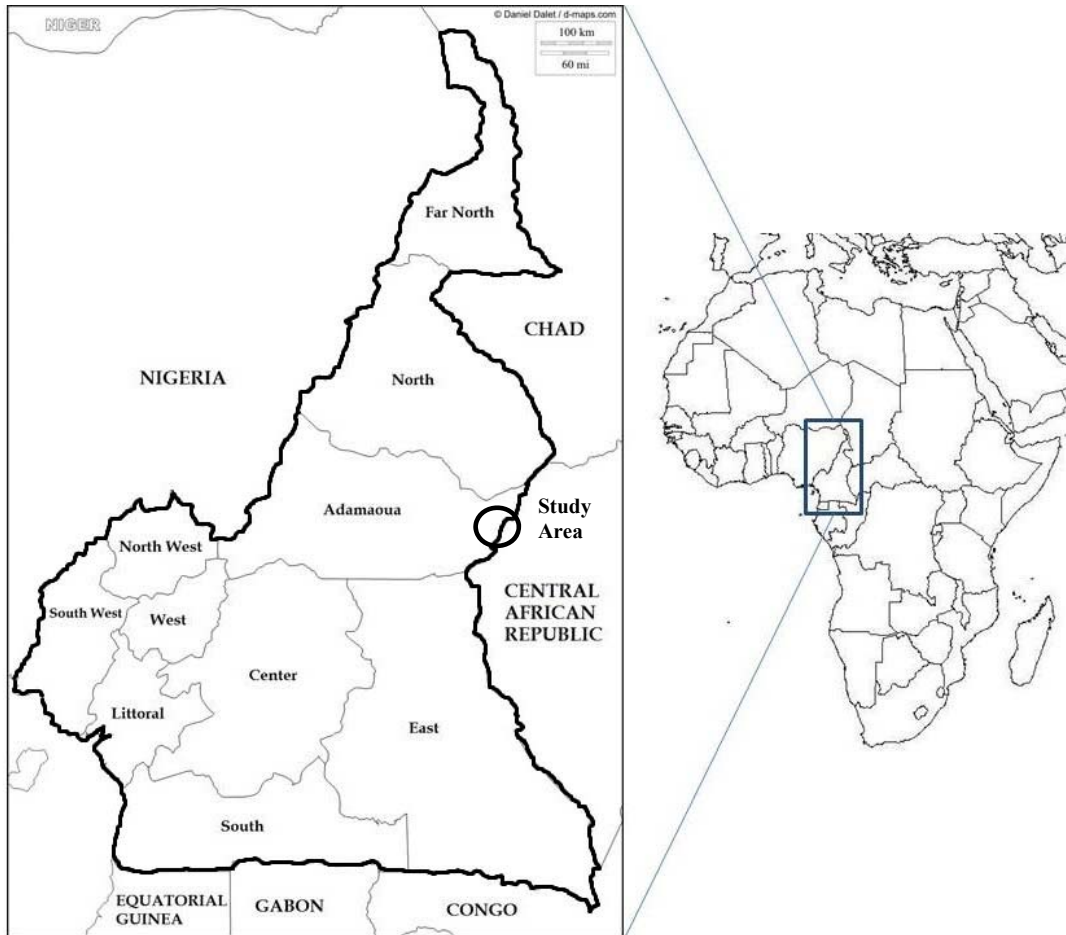 © Daniel Dalet / d-maps.com
NIGER
100 km
60 mi
Far North
CHAD
NIGERIA
North
Adamaoua
Study
Area
North West
CENTRAL
AFRICAN
REPUBLIC
South West
West
Center
Littoral
East
South
EQUATORIAL
GUINEA
GABON
CONGO